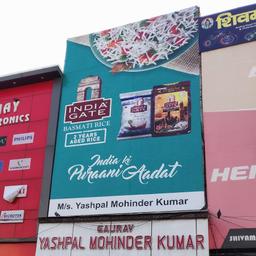 INDIA GATE
BASMATI RICE
2 YEARS
AGED RICE
India ki
Puraani Aadat
M/s. Yashpal Mohinder Kumar
GAURAV
YASHPAL MOHINDER KUMAR
PHILIPS
शिवम
SHIVAM